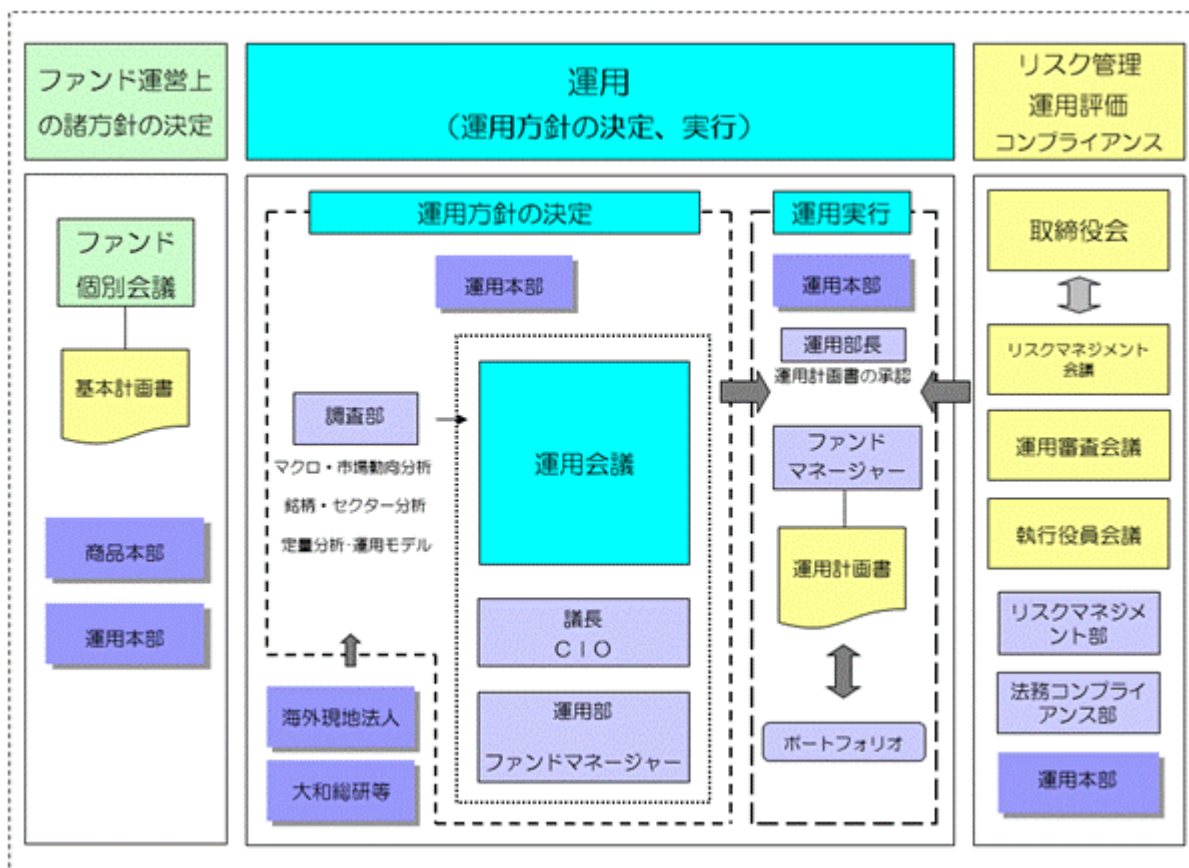 ファンド運営上
の諸方針の決定
運用
（運用方針の決定、実行）
リスク管理
運用評価
コンプライアンス
ファンド
個別会議
基本計画書
商品本部
運用本部
運用方針の決定
運用本部
調査部
マクロ・市場動向分析
銘柄・セクター分析
定量分析・運用モデル
運用会議
議長
ＣＩＯ
運用部
ファンドマネージャー
海外現地法人
大和総研等
運用実行
運用本部
運用部長
運用計画書の承認
ファンド
マネージャー
運用計画書
ポートフォリオ
取締役会
リスクマネジメント
会議
運用審査会議
執行役員会議
リスクマネジメ
ント部
法務コンプライ
アンス部
運用本部